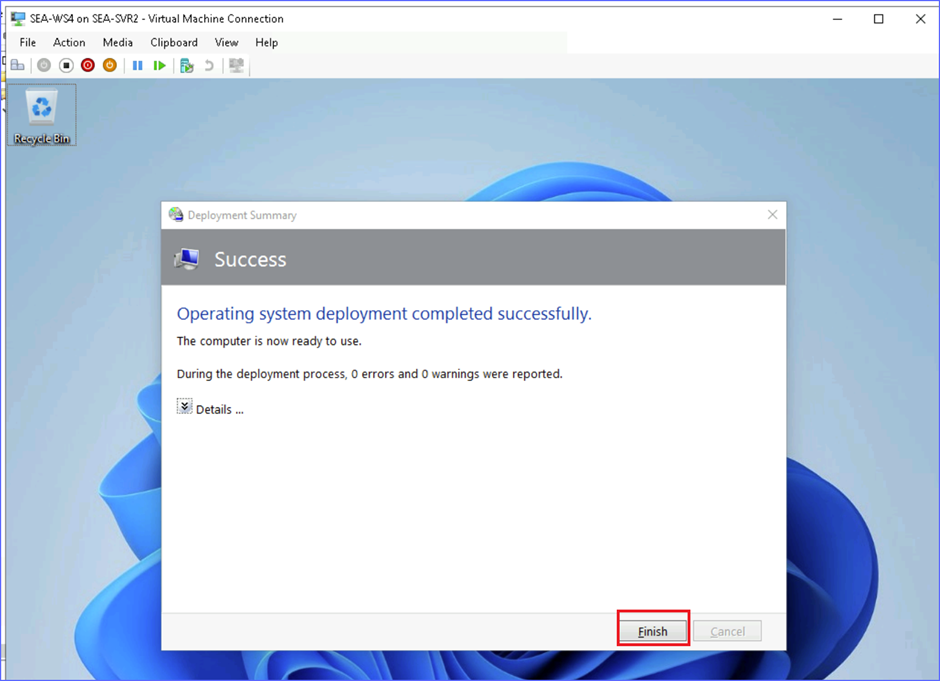 SEA-WS4 on SEA-SVR2 - Virtual Machine Connection
File Action Media Clipboard View Help
Recycle Bin
Deployment Summary
Success
Operating system deployment completed successfully.
The computer is now ready to use.
During the deployment process, 0 errors and 0 warnings were reported.
Details ...
Finish Cancel